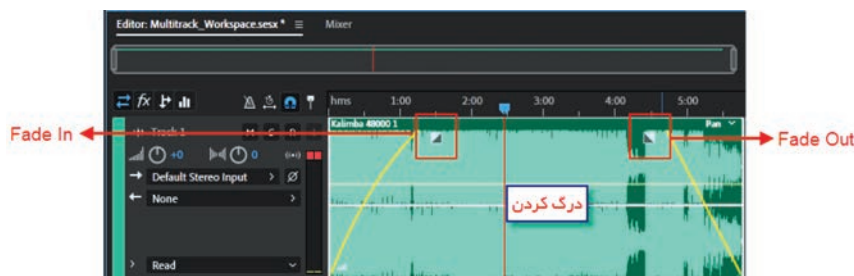 Editor: Multitrack_Workspace.sesx * Mixer
fx
hms 1:00 2:00 3:00 4:00 5:00
Kalimba 48000 1 Pan
Fade In
Track 1 M S R
Fade Out
+0 0
Default Stereo Input
None
درگ کردن
Read